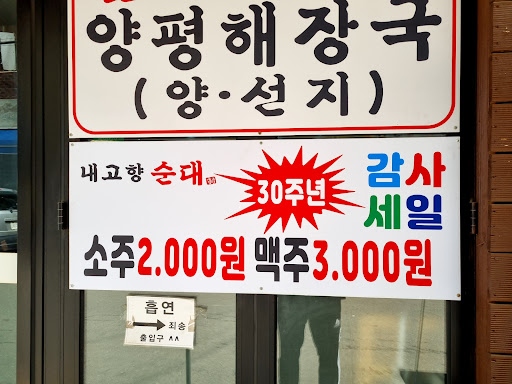 양평해장국
(양·선지)
내고향 순대 30주년 감사
세일
소주2.000원 맥주3.000원
흡연
→ 죄송
출입구 ^^